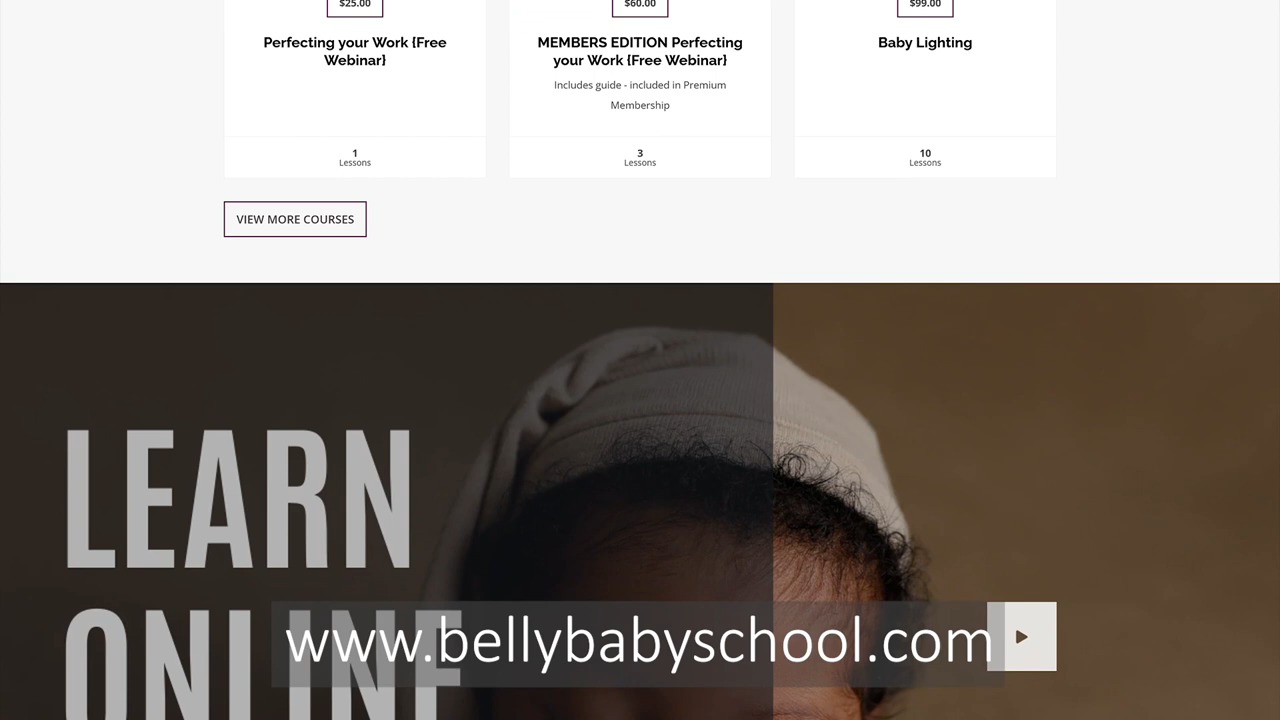 $25.00
Perfecting your Work {Free
Webinar}
1
Lessons
$60.00
MEMBERS EDITION Perfecting
your Work {Free Webinar}
Includes guide - included in Premium
Membership
3
Lessons
$99.00
Baby Lighting
10
Lessons
VIEW MORE COURSES
LEARN
ONLINE
www.bellybabyschool.com